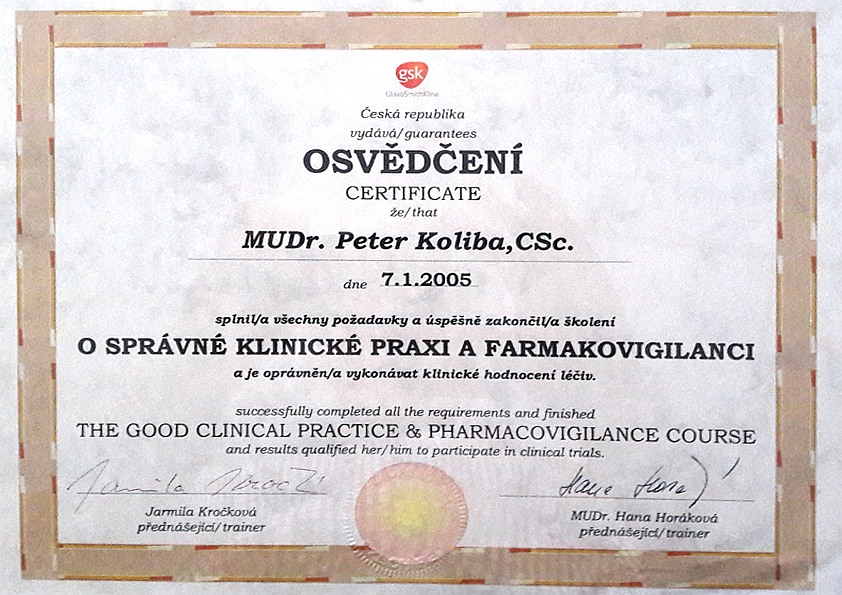 gsk
GlaxoSmithKline
Česká republika
vydává/guarantees
OSVĚDČENÍ
CERTIFICATE
že/that
MUDr. Peter Koliba,CSc.
dne 7.1.2005
splnil/a všechny požadavky a úspěšně zakončil/a školení
O SPRÁVNÉ KLINICKÉ PRAXI A FARMAKOVIGILANCI
a je oprávněn/a vykonávat klinické hodnocení léčiv.
successfully completed all the requirements and finished
THE GOOD CLINICAL PRACTICE & PHARMACOVIGILANCE COURSE
and results qualified her/him to participate in clinical trials.
Jarmila Kročková
přednášející/trainer
MUDr. Hana Horáková
přednášející/trainer